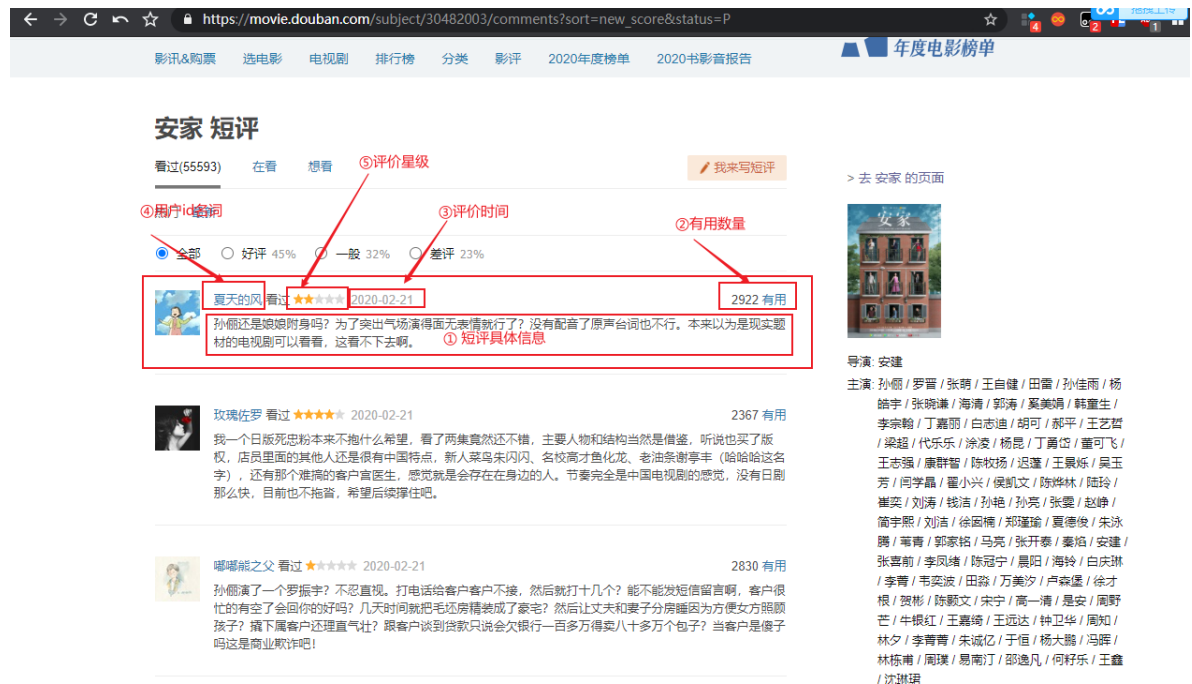 https://movie.douban.com/subject/30482003/comments?sort=new_score&status=P
拖拽上传
4
2
1
影讯&购票 选电影 电视剧 排行榜 分类 影评 2020年度榜单 2020书影音报告
年度电影榜单
安家 短评
⑤评价星级
看过(55593) 在看 想看
我来写短评
> 去 安家 的页面
④用户id名词
③评价时间
②有用数量
安家
全部 好评 45% 一般 32% 差评 23%
夏天的风 看过 2020-02-21 2922 有用
孙俪还是娘娘附身吗？为了突出气场演得面无表情就行了？没有配音了原声台词也不行。本来以为是现实题
材的电视剧可以看看，这看不下去啊。
① 短评具体信息
导演: 安建
主演: 孙俪 / 罗晋 / 张萌 / 王自健 / 田雷 / 孙佳雨 / 杨
皓宇 / 张晓谦 / 海清 / 郭涛 / 奚美娟 / 韩童生 /
李宗翰 / 丁嘉丽 / 白志迪 / 胡可 / 郝平 / 王艺哲
/ 梁超 / 代乐乐 / 涂凌 / 杨昆 / 丁勇岱 / 董可飞 /
王志强 / 康群智 / 陈牧扬 / 迟蓬 / 王景烁 / 吴玉
芳 / 闫学晶 / 翟小兴 / 侯凯文 / 陈烨林 / 陆玲 /
崔奕 / 刘涛 / 钱洁 / 孙艳 / 孙亮 / 张雯 / 赵峥 /
简宇熙 / 刘洁 / 徐囡楠 / 郑瑾瑜 / 夏德俊 / 朱泳
腾 / 苇青 / 郭家铭 / 马亮 / 张开泰 / 秦焰 / 安建 /
张喜前 / 李凤绪 / 陈冠宁 / 晨阳 / 海铃 / 白庆琳
/ 李菁 / 韦奕波 / 田淼 / 万美汐 / 卢森堡 / 徐才
根 / 贺彬 / 陈颢文 / 宋宁 / 高一清 / 是安 / 周野
芒 / 牛银红 / 王嘉绮 / 王远达 / 钟卫华 / 周知 /
林夕 / 李菁菁 / 朱诚亿 / 于恒 / 杨大鹏 / 冯晖 /
林栋甫 / 周璞 / 易南汀 / 邵逸凡 / 何籽乐 / 王鑫
/ 沈琳珺
玫瑰佐罗 看过 2020-02-21 2367 有用
我一个日版死忠粉本来不抱什么希望，看了两集竟然还不错，主要人物和结构当然是借鉴，听说也买了版
权，店员里面的其他人还是很有中国特点，新人菜鸟朱闪闪、名校高才鱼化龙、老油条谢亭丰（哈哈哈这名
字），还有那个难搞的客户宫医生，感觉就是会存在在身边的人。节奏完全是中国电视剧的感觉，没有日剧
那么快，目前也不拖沓，希望后续撑住吧。
嘟嘟熊之父 看过 2020-02-21 2830 有用
孙俪演了一个罗振宇？不忍直视。打电话给客户客户不接，然后就打十几个？能不能发短信留言啊，客户很
忙的有空了会回你的好吗？几天时间就把毛坯房精装成了豪宅？然后让丈夫和妻子分房睡因为方便女方照顾
孩子？撬下属客户还理直气壮？跟客户谈到贷款只说会欠银行一百多万得卖八十多万个包子？当客户是傻子
吗这是商业欺诈吧！